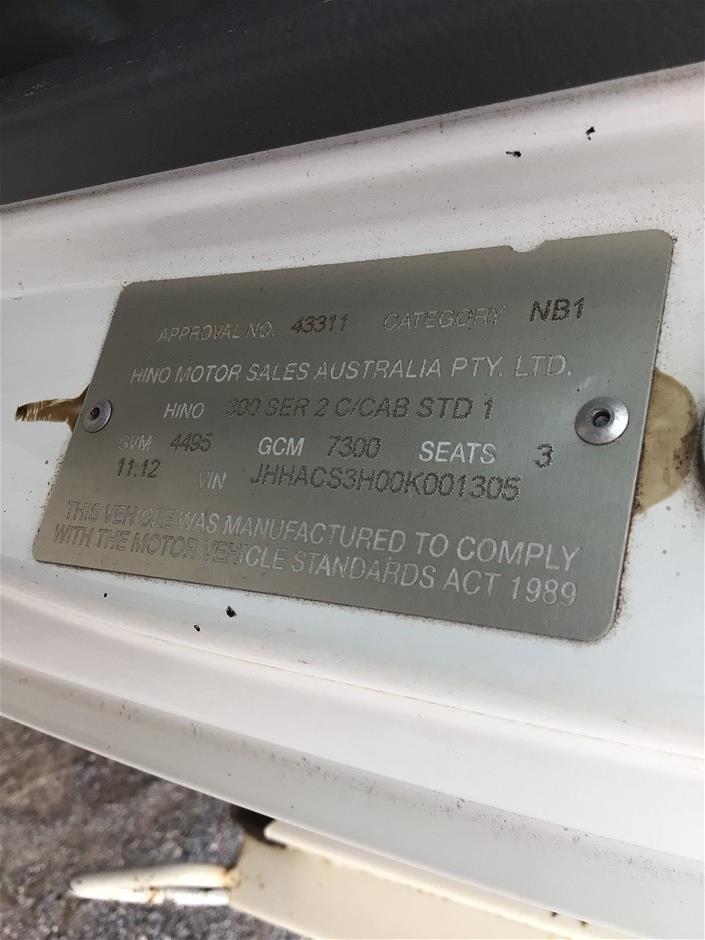 APPROVAL NO. 43311 CATEGORY NB1
HINO MOTOR SALES AUSTRALIA PTY. LTD.
HINO 300 SER 2 C/CAB STD 1
GVM 4495 GCM 7300 SEATS 3
11:12 VIN JHHACS3H00K001305
THIS VEHICLE WAS MANUFACTURED TO COMPLY
WITH THE MOTOR VEHICLE STANDARDS ACT 1989